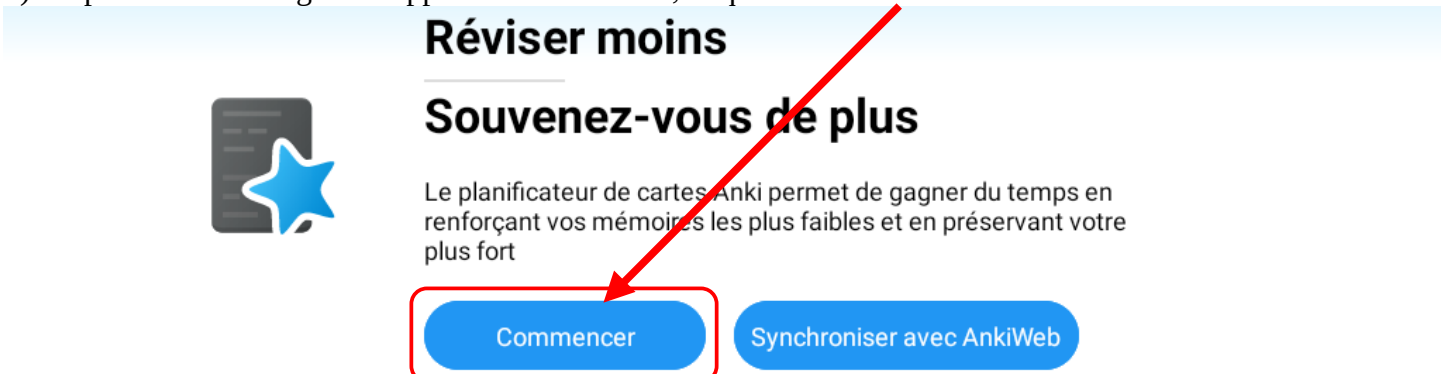 Réviser moins
Souvenez-vous de plus
Le planificateur de cartes Anki permet de gagner du temps en
renforçant vos mémoires les plus faibles et en préservant votre
plus fort
Commencer
Synchroniser avec AnkiWeb